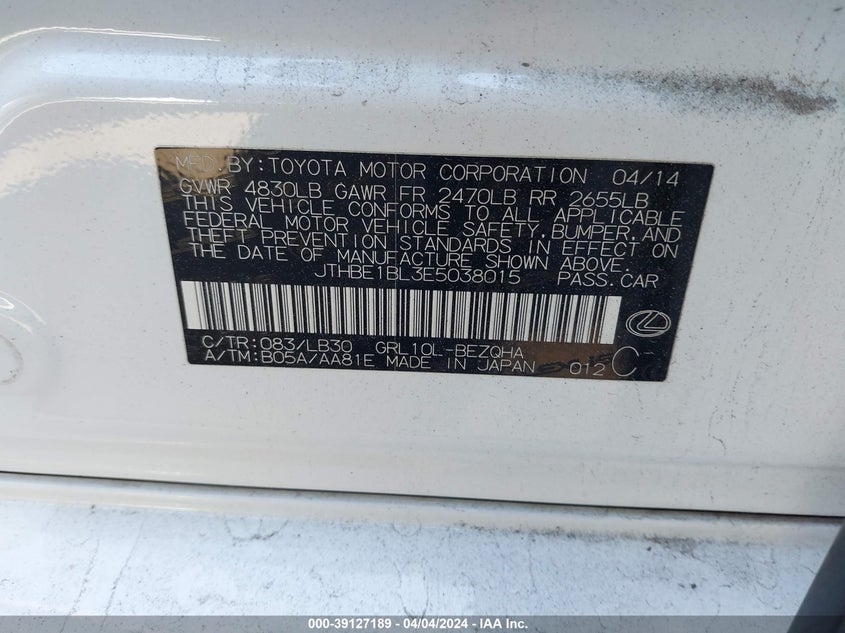 MFD.BY:TOYOTA MOTOR CORPORATION 04/14
GVWR 4830LB GAWR FR 2470LB RR 2655LB
THIS VEHICLE CONFORMS TO ALL APPLICABLE
FEDERAL MOTOR VEHICLE SAFETY,BUMPER,AND
THEFT PREVENTION STANDARDS IN EFFECT ON
THE DATE OF MANUFACTURE SHOWN ABOVE.
JTHBE1BL3E5038015 PASS.CAR
C/TR:083/LB30 GRL10L-BEZQHA
A/TM:B05A/AA81E MADE IN JAPAN 012 C
000-39127189 - 04/04/2024 - IAA Inc.